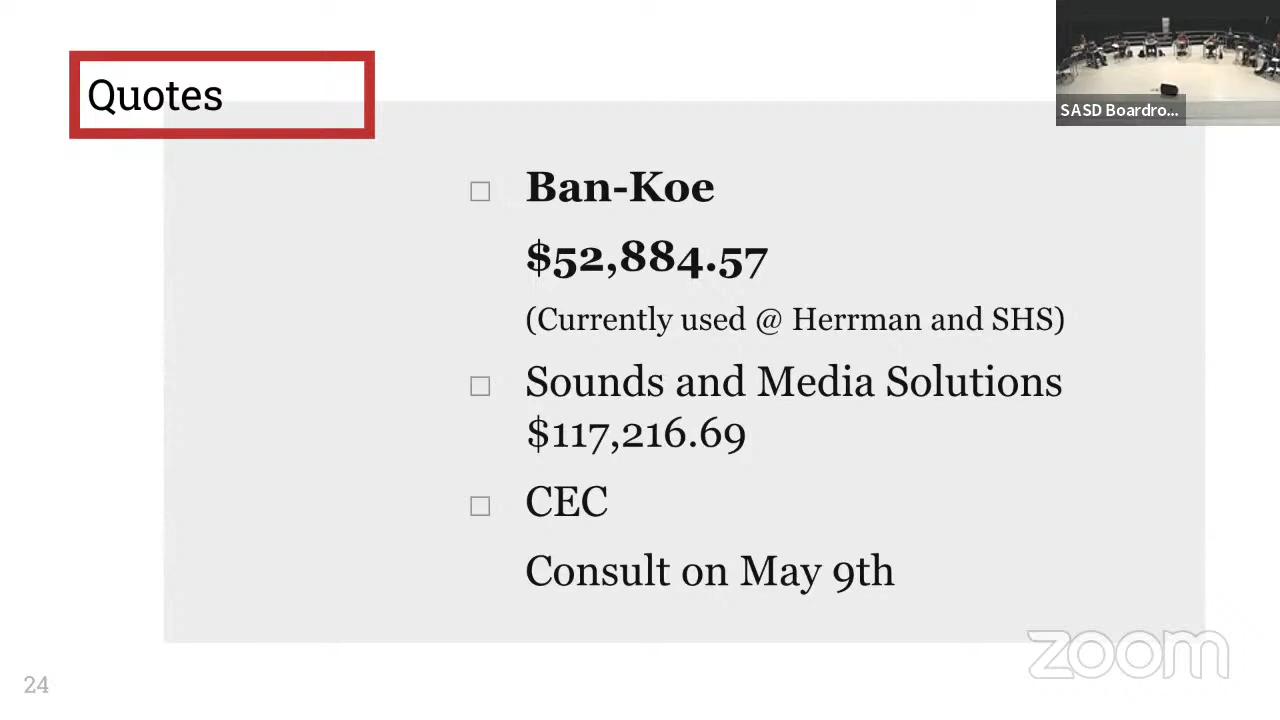 Quotes
SASD Boardro...
Ban-Koe
$52,884.57
(Currently used @ Herrman and SHS)
Sounds and Media Solutions
$117,216.69
CEC
Consult on May 9th
zoom
24